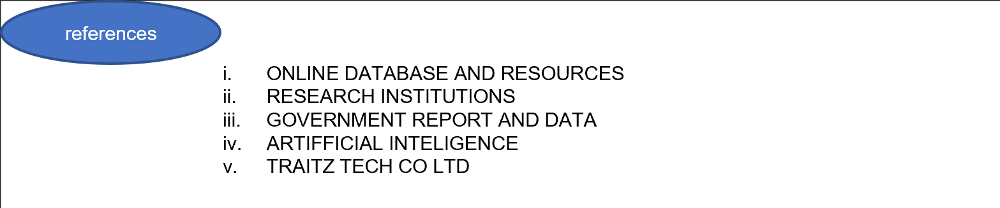 references
i. ONLINE DATABASE AND RESOURCES
ii. RESEARCH INSTITUTIONS
iii. GOVERNMENT REPORT AND DATA
iv. ARTIFFICIAL INTELIGENCE
v. TRAITZ TECH CO LTD